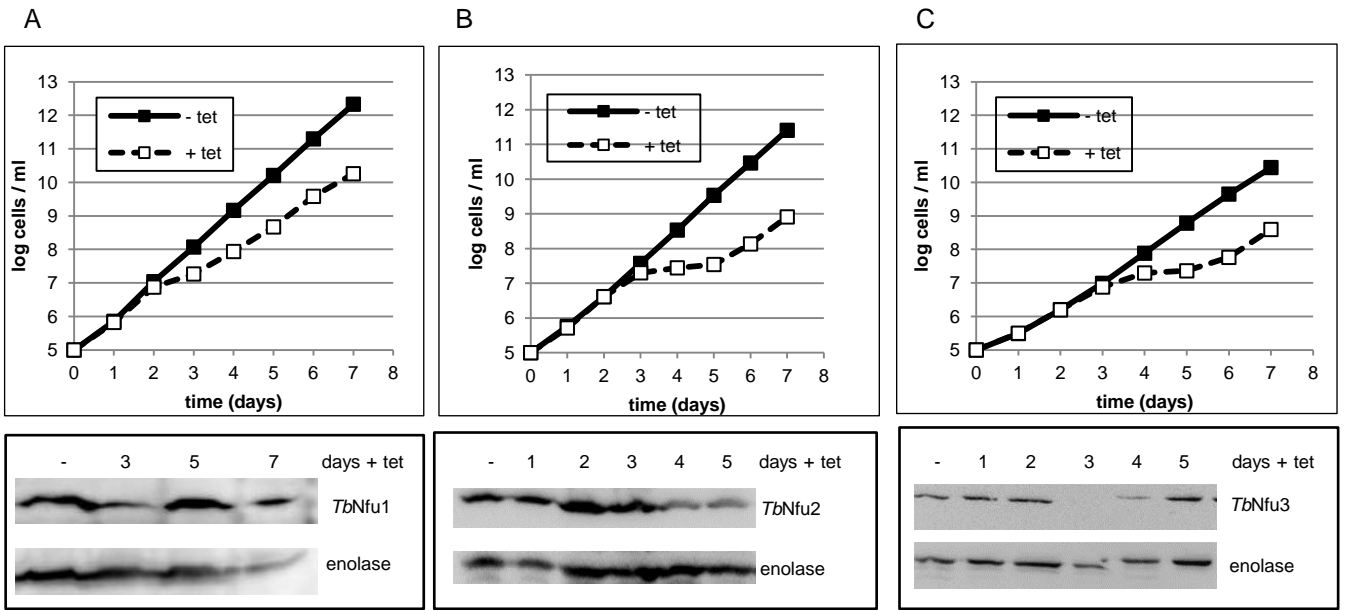 A
B
C
13
12
11
10
9
8
7
6
5
0 1 2 3 4 5 6 7 8
log cells / ml
time (days)
- tet
+ tet
13
12
11
10
9
8
7
6
5
0 1 2 3 4 5 6 7 8
log cells / ml
time (days)
- tet
+ tet
13
12
11
10
9
8
7
6
5
0 1 2 3 4 5 6 7 8
log cells / ml
time (days)
- tet
+ tet
- 3 5 7 days + tet
TbNfu1
enolase
- 1 2 3 4 5 days + tet
TbNfu2
enolase
- 1 2 3 4 5 days + tet
TbNfu3
enolase